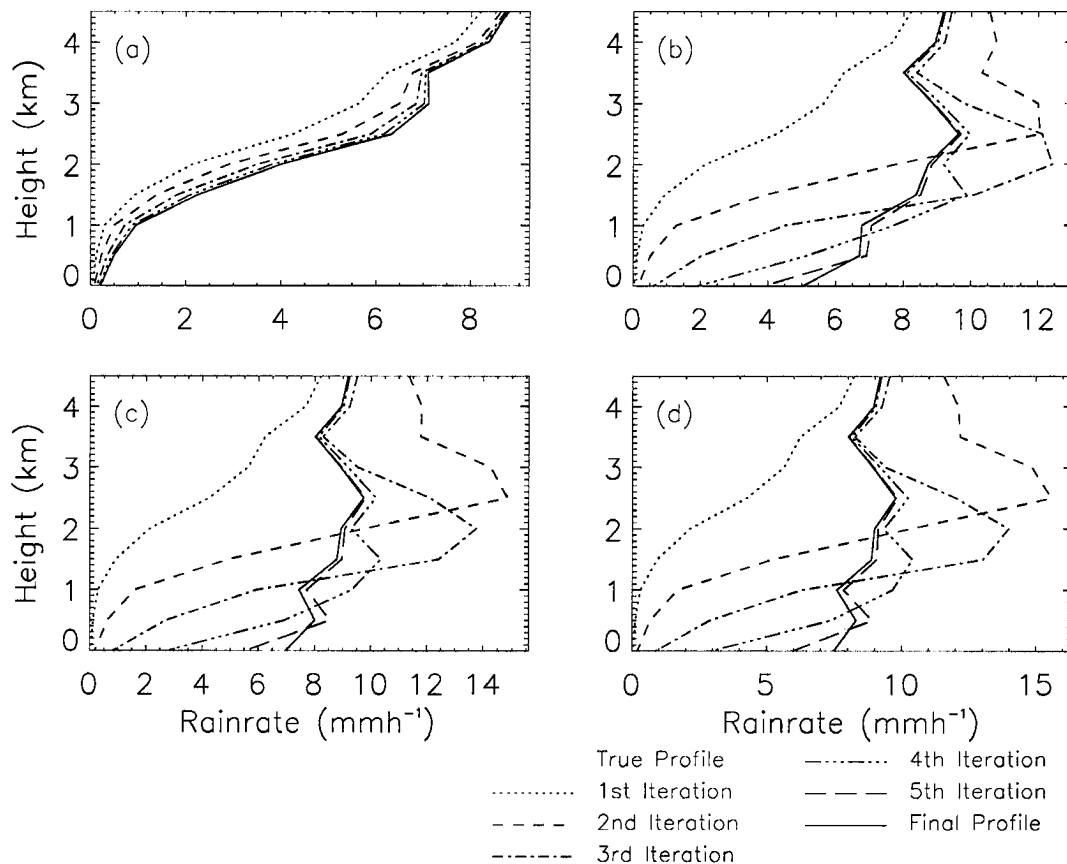 (a)
(b)
Height (km)
4
3
2
1
0
0 2 4 6 8
4
3
2
1
0
0 2 4 6 8 10 12
(c)
(d)
Height (km)
4
3
2
1
0
0 2 4 6 8 10 12 14
4
3
2
1
0
0 5 10 15
Rainrate (mmh⁻¹)
Rainrate (mmh⁻¹)
True Profile
1st Iteration
2nd Iteration
3rd Iteration
4th Iteration
5th Iteration
Final Profile